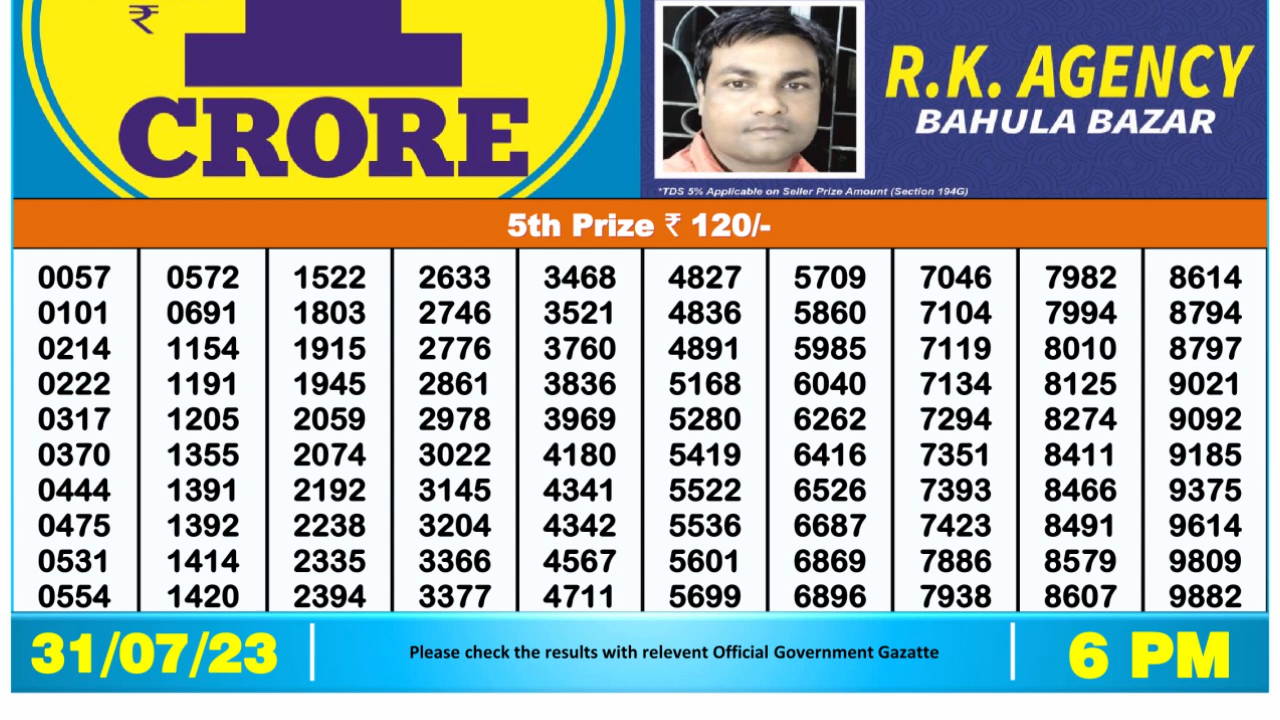 ₹
1
CRORE
R.K. AGENCY
BAHULA BAZAR
*TDS 5% Applicable on Seller Prize Amount (Section 194G)
5th Prize ₹ 120/-
0057 0572 1522 2633 3468 4827 5709 7046 7982 8614
0101 0691 1803 2746 3521 4836 5860 7104 7994 8794
0214 1154 1915 2776 3760 4891 5985 7119 8010 8797
0222 1191 1945 2861 3836 5168 6040 7134 8125 9021
0317 1205 2059 2978 3969 5280 6262 7294 8274 9092
0370 1355 2074 3022 4180 5419 6416 7351 8411 9185
0444 1391 2192 3145 4341 5522 6526 7393 8466 9375
0475 1392 2238 3204 4342 5536 6687 7423 8491 9614
0531 1414 2335 3366 4567 5601 6869 7886 8579 9809
0554 1420 2394 3377 4711 5699 6896 7938 8607 9882
31/07/23
Please check the results with relevent Official Government Gazatte
6 PM